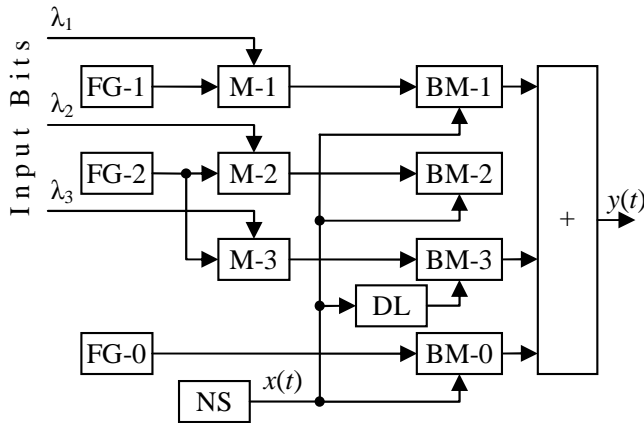 λ1
FG-1 M-1 BM-1
λ2
FG-2 M-2 BM-2
λ3
M-3 BM-3
DL
FG-0 BM-0
NS x(t)
+
y(t)
Input Bits